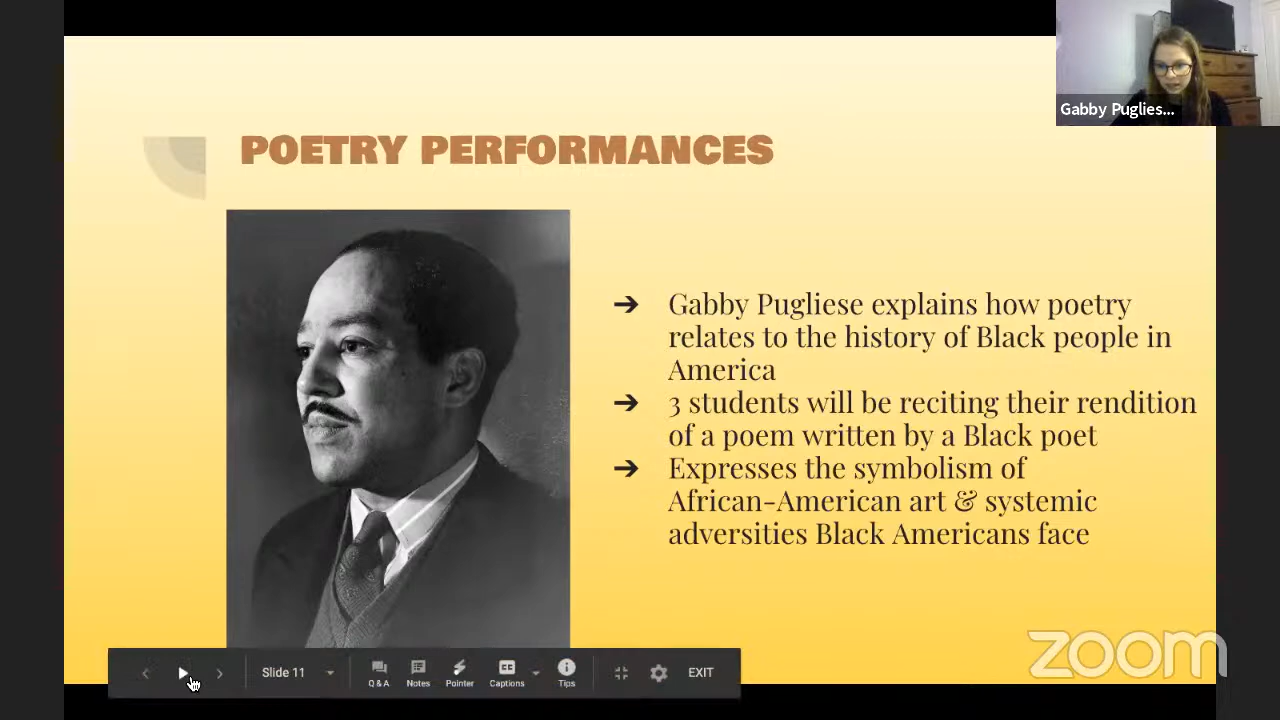 Gabby Puglies...
POETRY PERFORMANCES
➔ Gabby Pugliese explains how poetry
relates to the history of Black people in
America
➔ 3 students will be reciting their rendition
of a poem written by a Black poet
➔ Expresses the symbolism of
African-American art & systemic
adversities Black Americans face
zoom
Slide 11
Q & A
Notes
Pointer
CC
Captions
Tips
EXIT